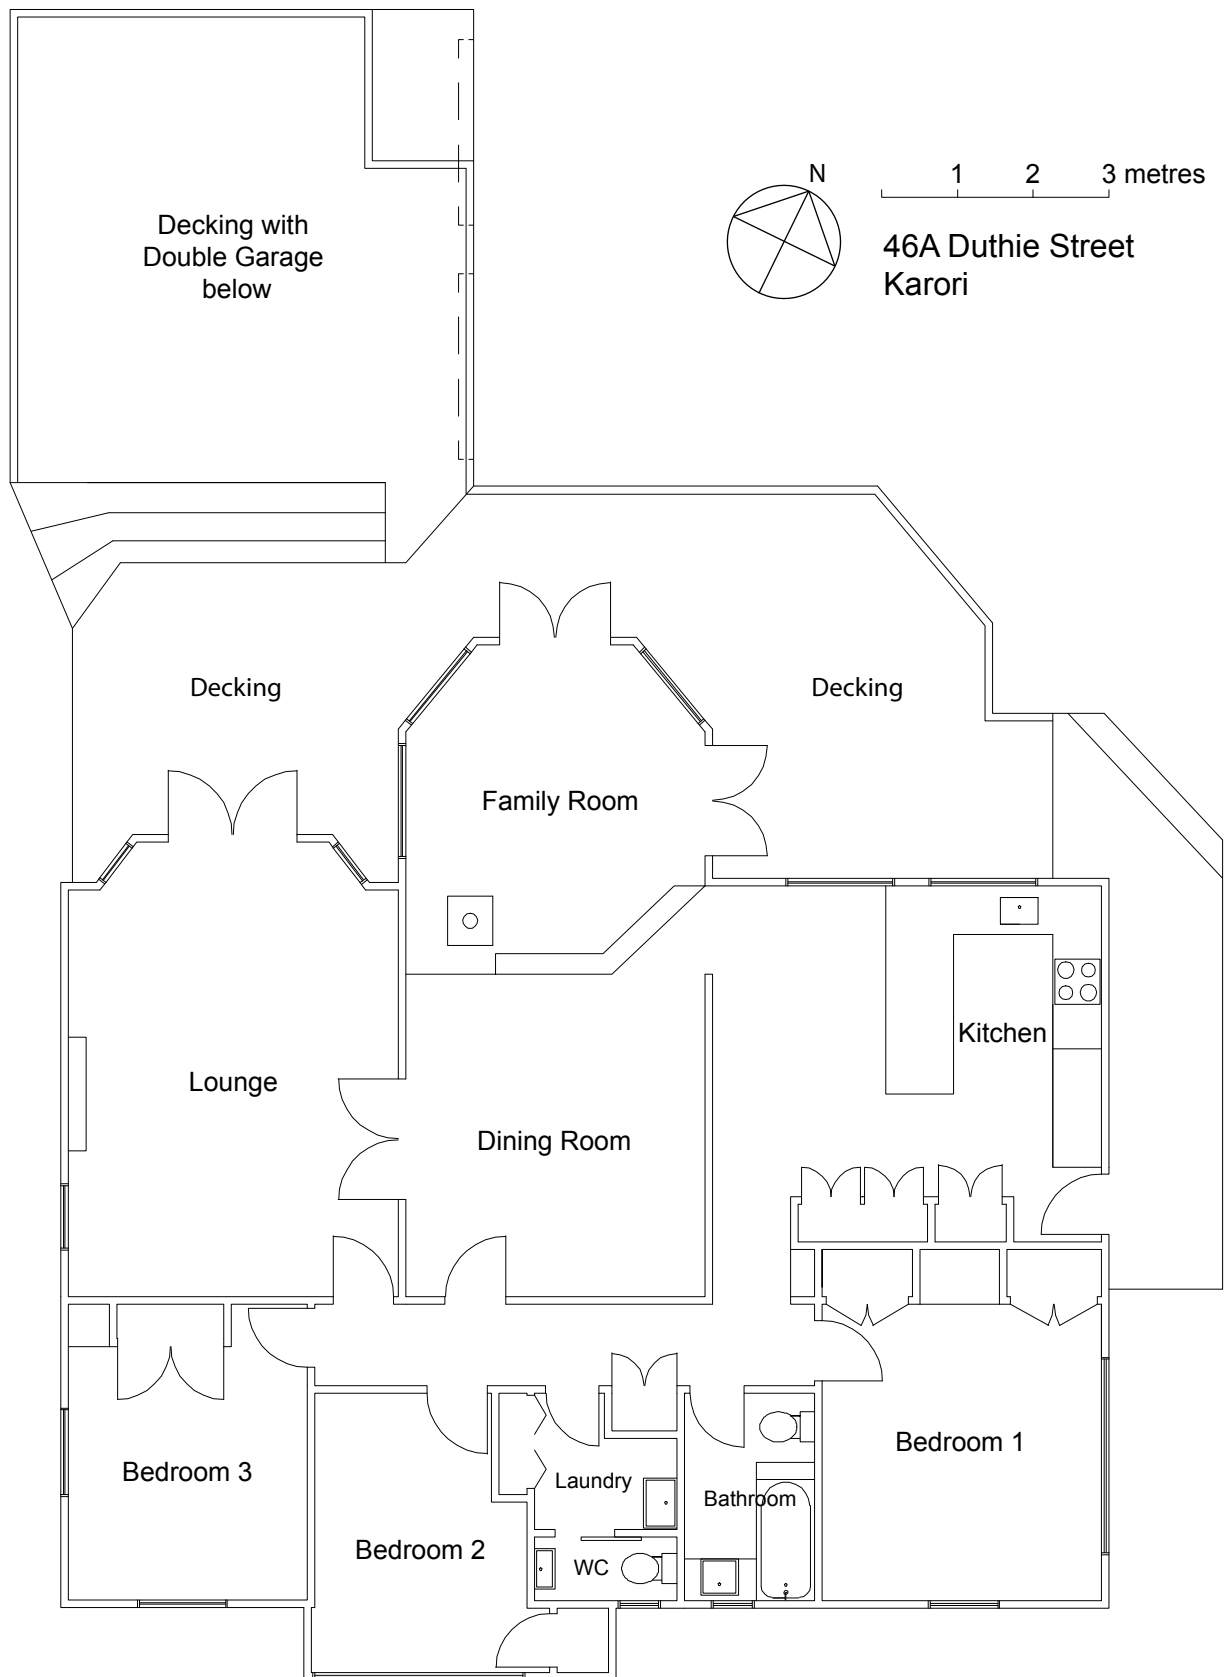 N
1 2 3 metres
46A Duthie Street
Karori
Decking with
Double Garage
below
Decking
Decking
Family Room
Kitchen
Lounge
Dining Room
Bedroom 1
Bedroom 3
Laundry
Bathroom
Bedroom 2
WC